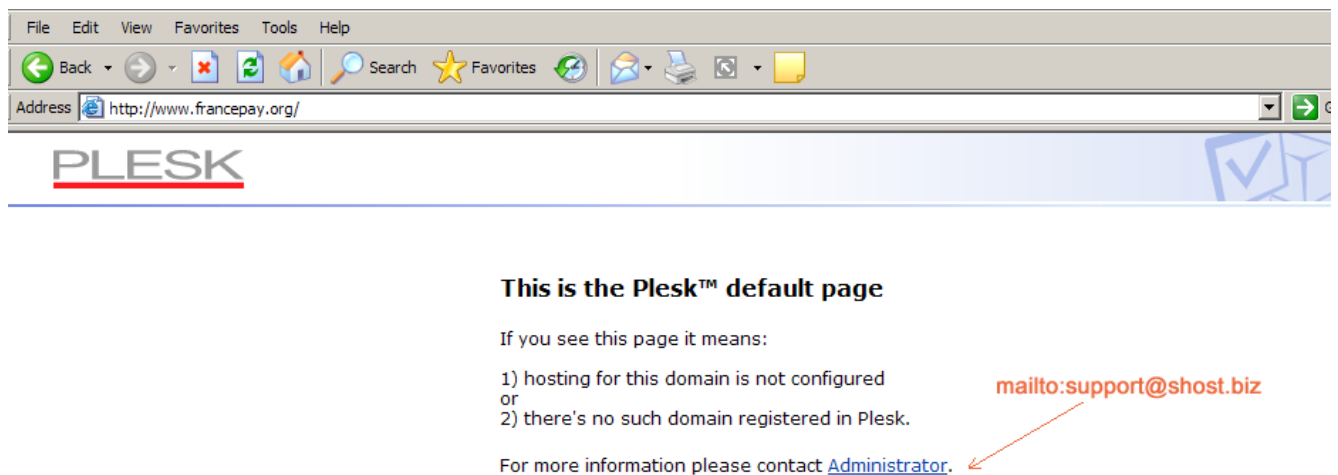 File Edit View Favorites Tools Help
Back Search Favorites
Address http://www.francepay.org/
PLESK
This is the Plesk™ default page
If you see this page it means:
1) hosting for this domain is not configured
or
2) there's no such domain registered in Plesk.
mailto:support@shost.biz
For more information please contact Administrator.